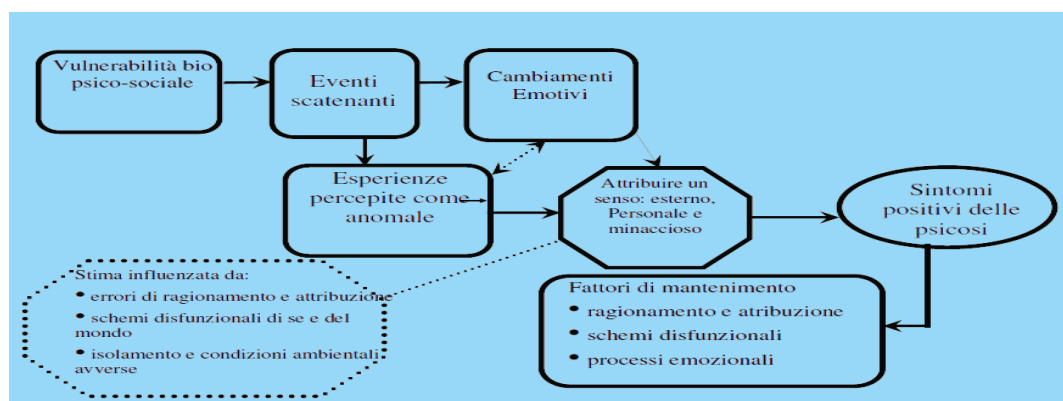 Vulnerabilità bio
psico-sociale
Eventi
scatenanti
Cambiamenti
Emotivi
Esperienze
percepite come
anomale
Attribuire un
senso: esterno,
Personale e
minaccioso
Sintomi
positivi delle
psicosi
Stima influenzata da:
• errori di ragionamento e attribuzione
• schemi disfunzionali di se e del
mondo
• isolamento e condizioni ambientali
avverse
Fattori di mantenimento
• ragionamento e atribuzione
• schemi disfunzionali
• processi emozionali